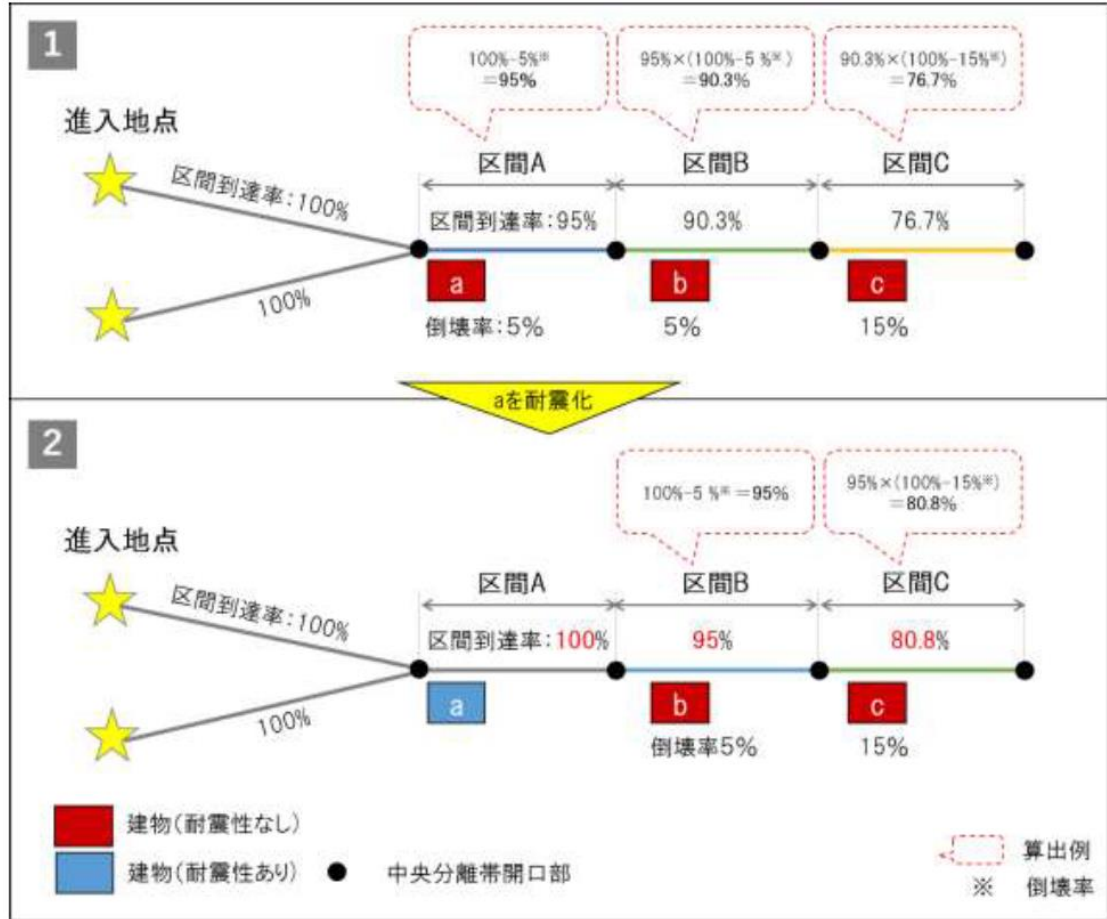 1
100%-5%※
=95%
95%×(100%-5 %※)
=90.3%
90.3%×(100%-15%※)
=76.7%
進入地点
区間A
区間B
区間C
区間到達率:100%
区間到達率:95%
90.3%
76.7%
100%
a
b
c
倒壊率:5%
5%
15%
aを耐震化
2
100%-5 %※ =95%
95%×(100%-15%※)
=80.8%
進入地点
区間A
区間B
区間C
区間到達率:100%
区間到達率:100%
95%
80.8%
100%
a
b
c
倒壊率5%
15%
建物(耐震性なし)
建物(耐震性あり)
中央分離帯開口部
算出例
※ 倒壊率